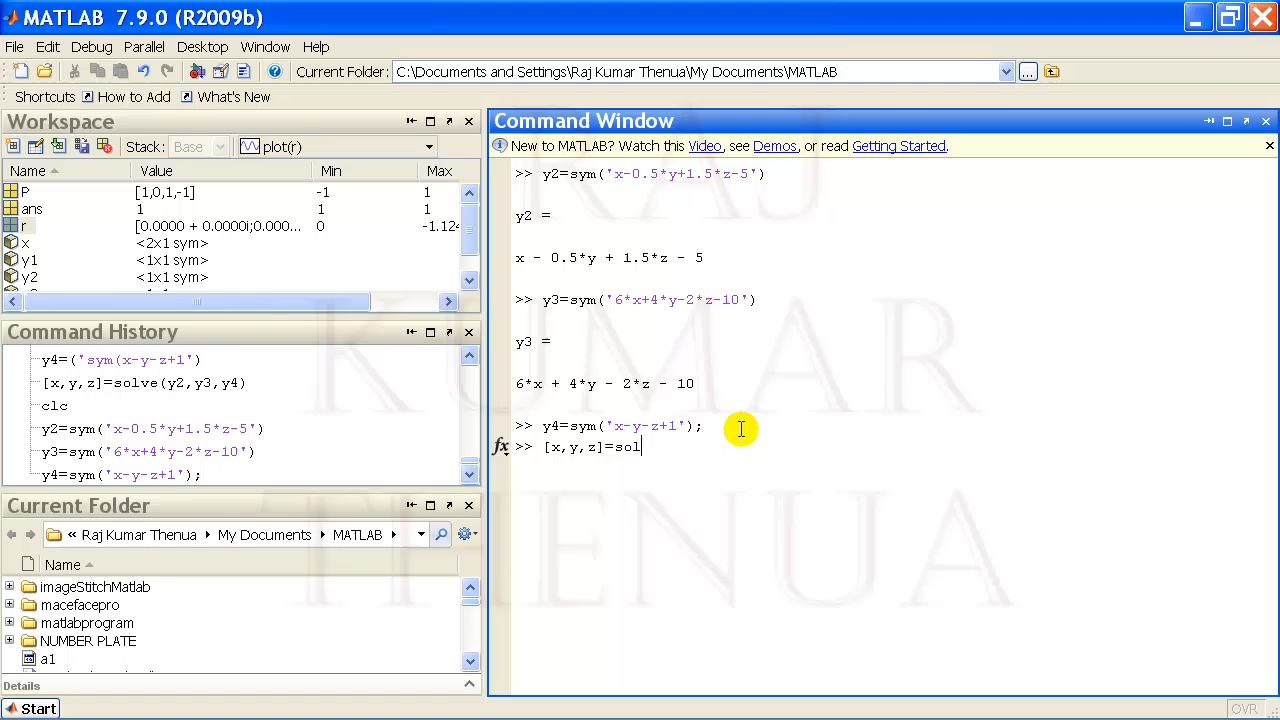 MATLAB 7.9.0 (R2009b)
File Edit Debug Parallel Desktop Window Help
Current Folder: C:\Documents and Settings\Raj Kumar Thenua\My Documents\MATLAB
Shortcuts How to Add What's New
Workspace
Stack: Base plot(r)
Name Value Min Max
P [1,0,1,-1] -1 1
ans 1 1 1
r [0.0000 + 0.0000i;0.000... 0 -1.124
x <2x1 sym>
y1 <1x1 sym>
y2 <1x1 sym>
Command History
y4=('sym(x-y-z+1')
[x,y,z]=solve(y2,y3,y4)
clc
y2=sym('x-0.5*y+1.5*z-5')
y3=sym('6*x+4*y-2*z-10')
y4=sym('x-y-z+1');
Current Folder
« Raj Kumar Thenua My Documents MATLAB
Name
imageStitchMatlab
macefacepro
matlabprogram
NUMBER PLATE
a1
Details
Start
Command Window
New to MATLAB? Watch this Video, see Demos, or read Getting Started.
>> y2=sym('x-0.5*y+1.5*z-5')
y2 =
x - 0.5*y + 1.5*z - 5
>> y3=sym('6*x+4*y-2*z-10')
y3 =
6*x + 4*y - 2*z - 10
>> y4=sym('x-y-z+1');
fx >> [x,y,z]=sol
RAJ
KUMAR
THENUA
OVR